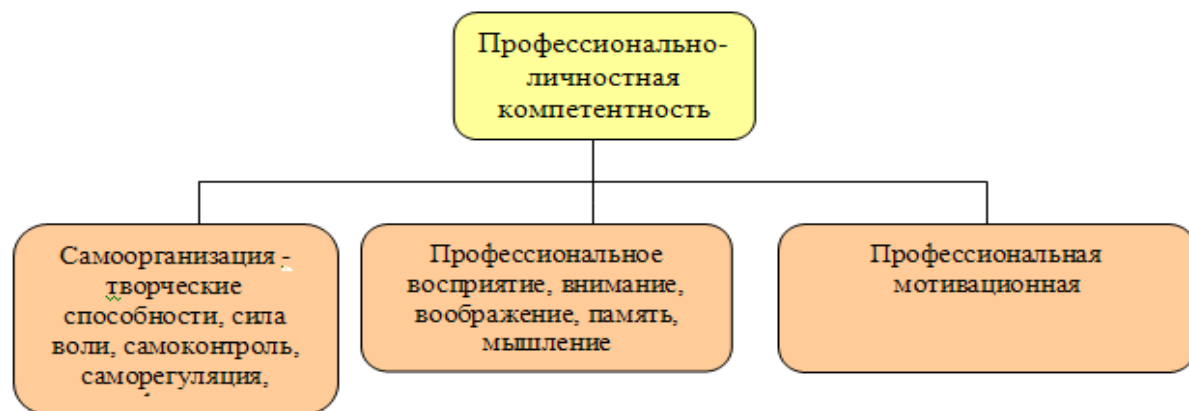 Профессионально-
личностная
компетентность
Самоорганизация -
творческие
способности, сила
воли, самоконтроль,
саморегуляция,
Профессиональное
восприятие, внимание,
воображение, память,
мышление
Профессиональная
мотивационная